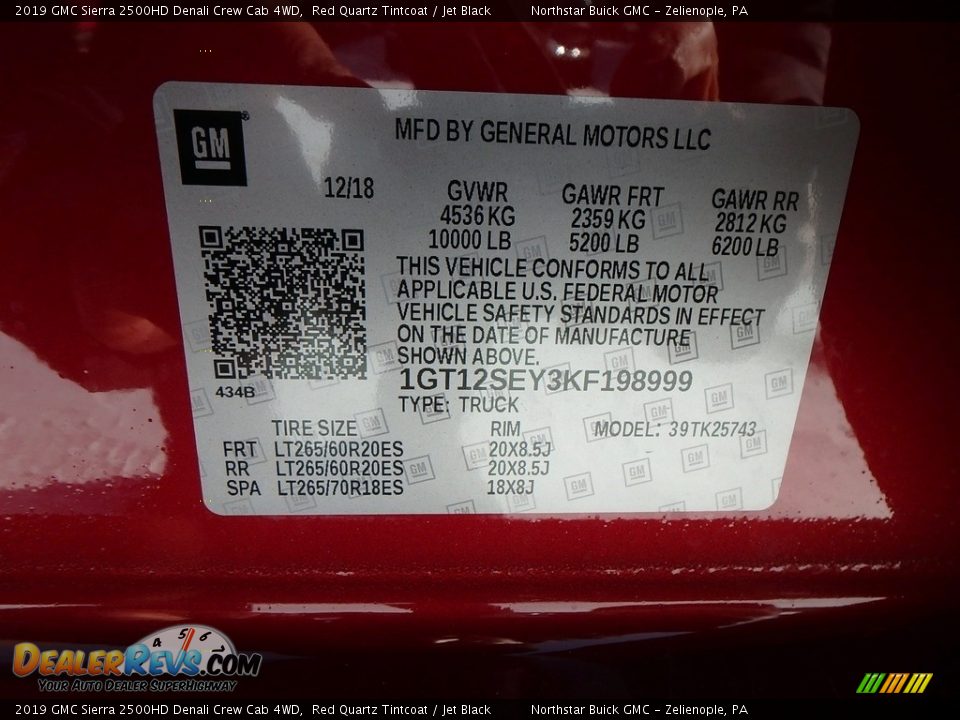 2019 GMC Sierra 2500HD Denali Crew Cab 4WD, Red Quartz Tintcoat / Jet Black Northstar Buick GMC - Zelienople, PA
GM®
MFD BY GENERAL MOTORS LLC
12/18 GVWR GAWR FRT GAWR RR
4536 KG 2359 KG 2812 KG
10000 LB 5200 LB 6200 LB
THIS VEHICLE CONFORMS TO ALL
APPLICABLE U.S. FEDERAL MOTOR
VEHICLE SAFETY STANDARDS IN EFFECT
ON THE DATE OF MANUFACTURE
SHOWN ABOVE.
434B
1GT12SEY3KF198999
TYPE: TRUCK
TIRE SIZE RIM MODEL: 39TK25743
FRT LT265/60R20ES 20X8.5J
RR LT265/60R20ES 20X8.5J
SPA LT265/70R18ES 18X8J
4 5 6
DEALERREVS.COM
YOUR AUTO DEALER SUPERHIGHWAY
2019 GMC Sierra 2500HD Denali Crew Cab 4WD, Red Quartz Tintcoat / Jet Black Northstar Buick GMC - Zelienople, PA